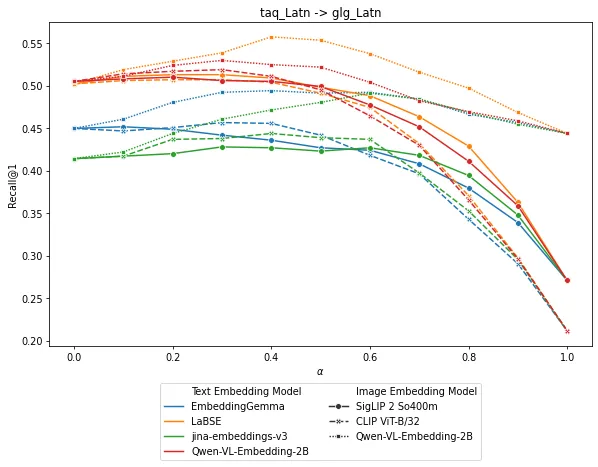 taq_Latn -> glg_Latn
Recall@1
0.55
0.50
0.45
0.40
0.35
0.30
0.25
0.20
0.0 0.2 0.4 0.6 0.8 1.0
α
Text Embedding Model Image Embedding Model
EmbeddingGemma SigLIP 2 So400m
LaBSE CLIP ViT-B/32
jina-embeddings-v3 Qwen-VL-Embedding-2B
Qwen-VL-Embedding-2B